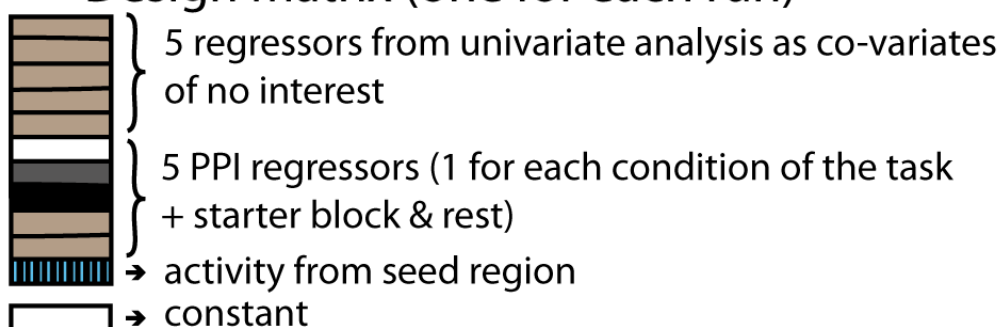 Design matrix (one for each run)
5 regressors from univariate analysis as co-variates
of no interest
5 PPI regressors (1 for each condition of the task
+ starter block & rest)
activity from seed region
constant